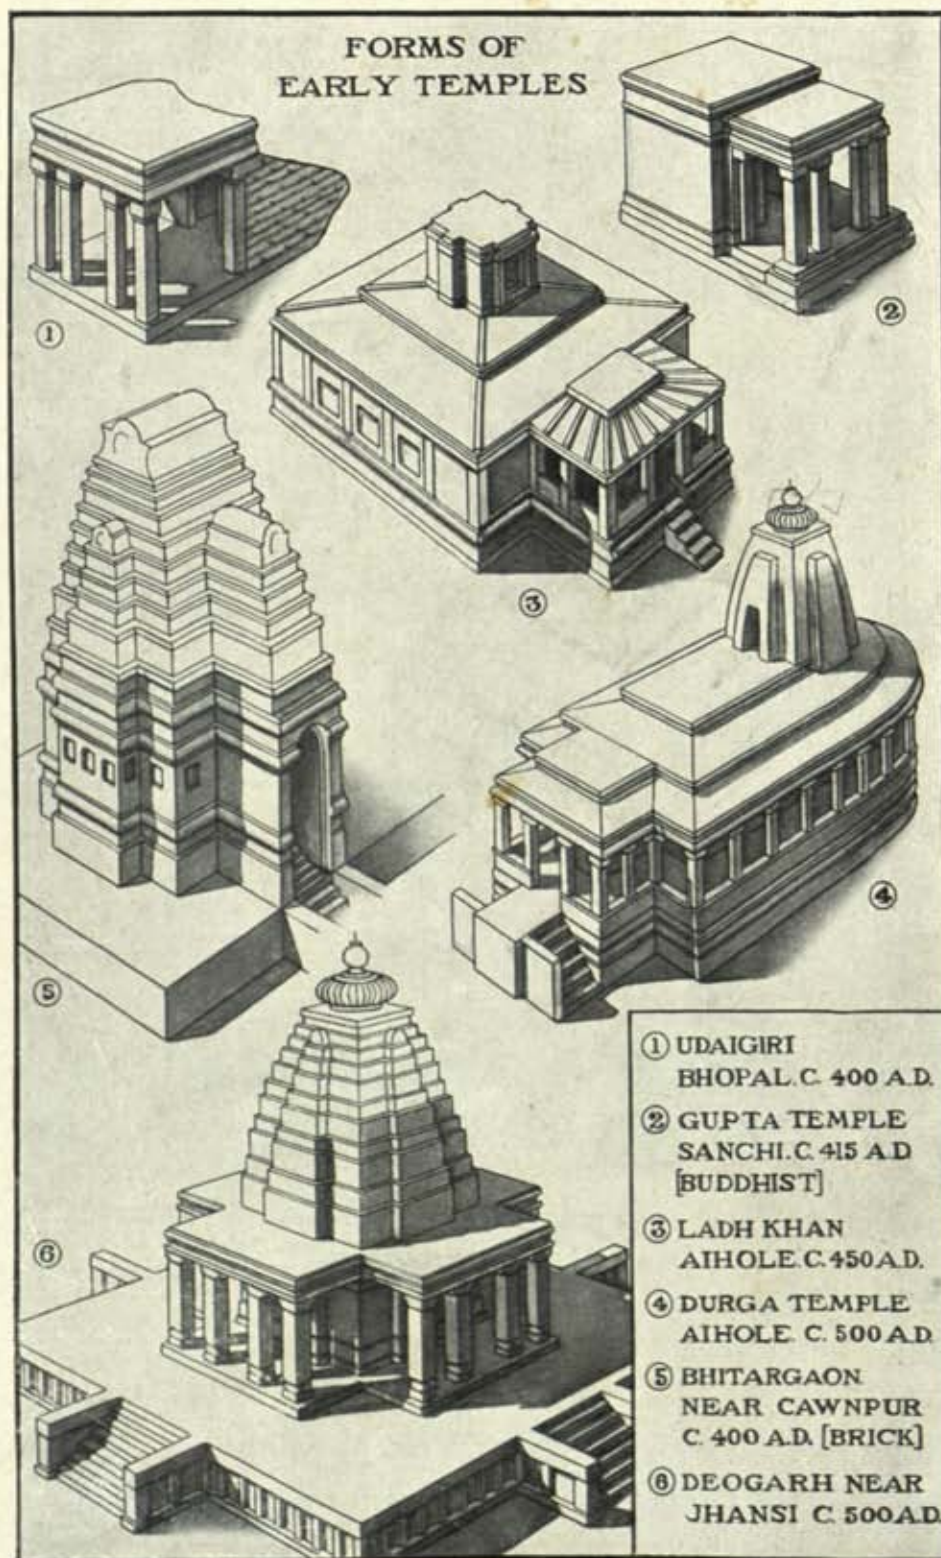 FORMS OF
EARLY TEMPLES
①
②
③
④
⑤
⑥
① UDAIGIRI
BHOPAL. C. 400 A.D.
② GUPTA TEMPLE
SANCHI. C. 415 A.D
[BUDDHIST]
③ LADH KHAN
AIHOLE. C. 450 A.D.
④ DURGA TEMPLE
AIHOLE. C. 500 A.D.
⑤ BHITARGAON
NEAR CAWNPUR
C. 400 A.D. [BRICK]
⑥ DEOGARH NEAR
JHANSI C. 500 A.D.